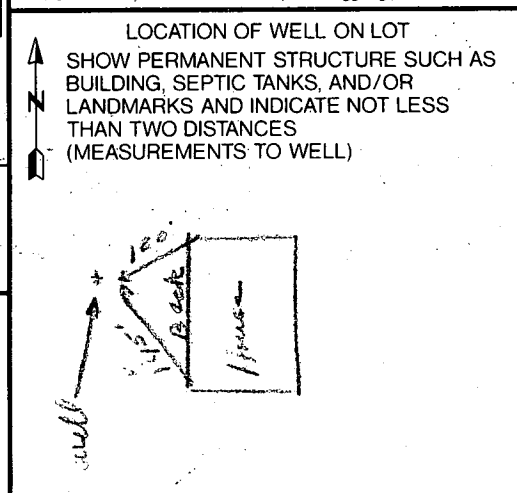 LOCATION OF WELL ON LOT
SHOW PERMANENT STRUCTURE SUCH AS
BUILDING, SEPTIC TANKS, AND/OR
LANDMARKS AND INDICATE NOT LESS
THAN TWO DISTANCES
(MEASUREMENTS TO WELL)
N
120'
Back
House
well